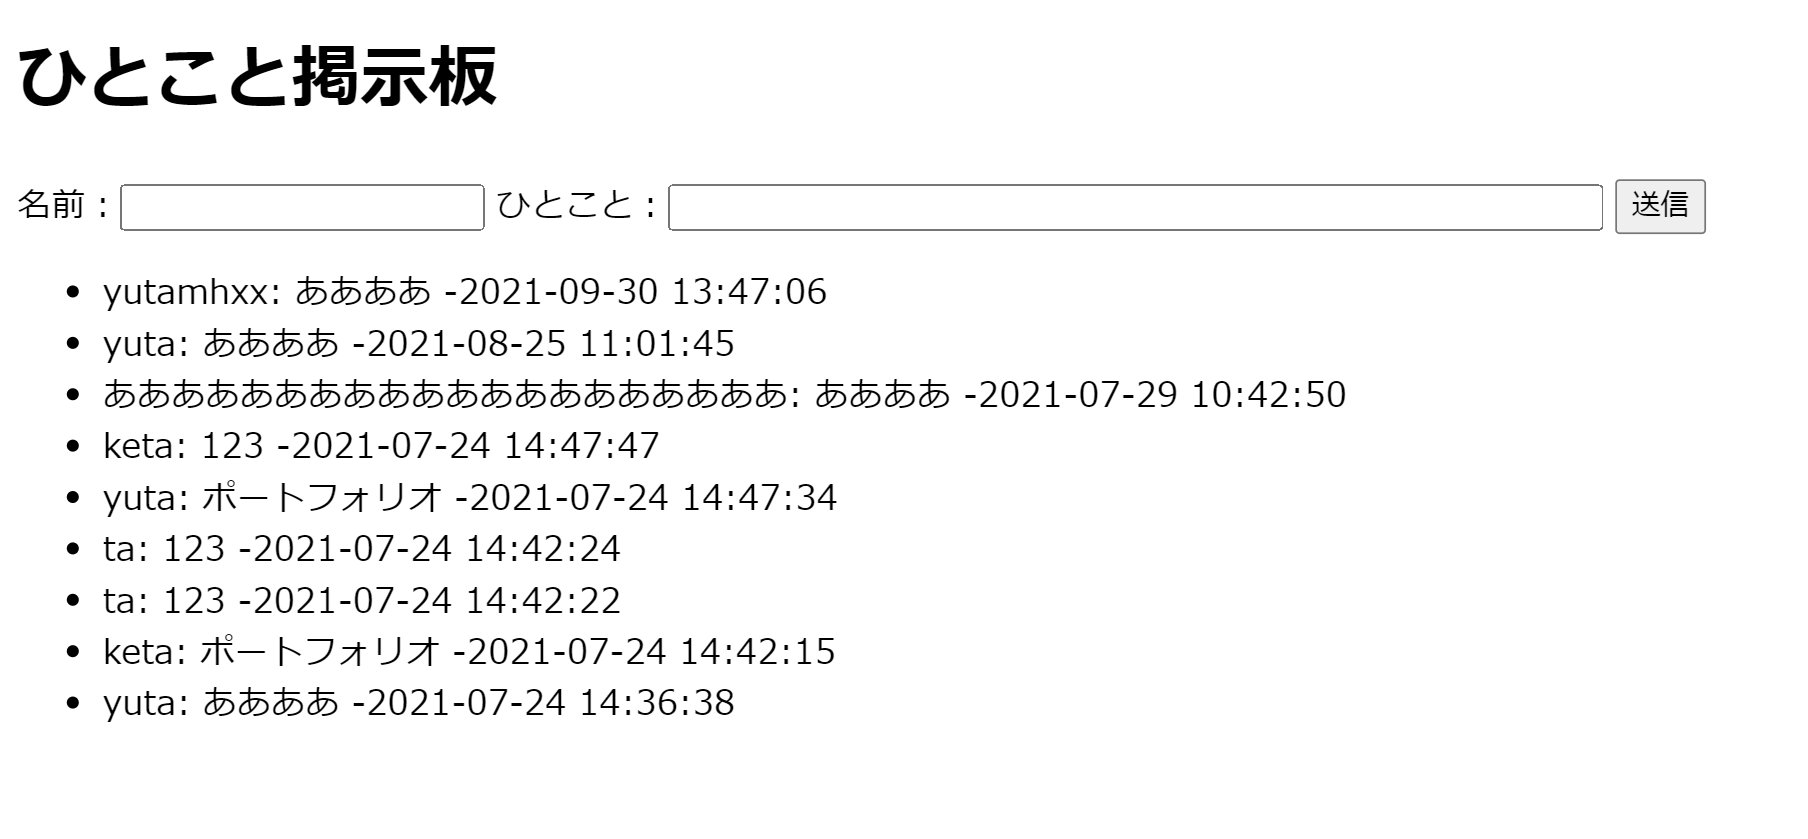 ひとこと掲示板
名前： ひとこと： 送信
yutamhxx: ああああ -2021-09-30 13:47:06
yuta: ああああ -2021-08-25 11:01:45
ああああああああああああああああああああ: ああああ -2021-07-29 10:42:50
keta: 123 -2021-07-24 14:47:47
yuta: ポートフォリオ -2021-07-24 14:47:34
ta: 123 -2021-07-24 14:42:24
ta: 123 -2021-07-24 14:42:22
keta: ポートフォリオ -2021-07-24 14:42:15
yuta: ああああ -2021-07-24 14:36:38